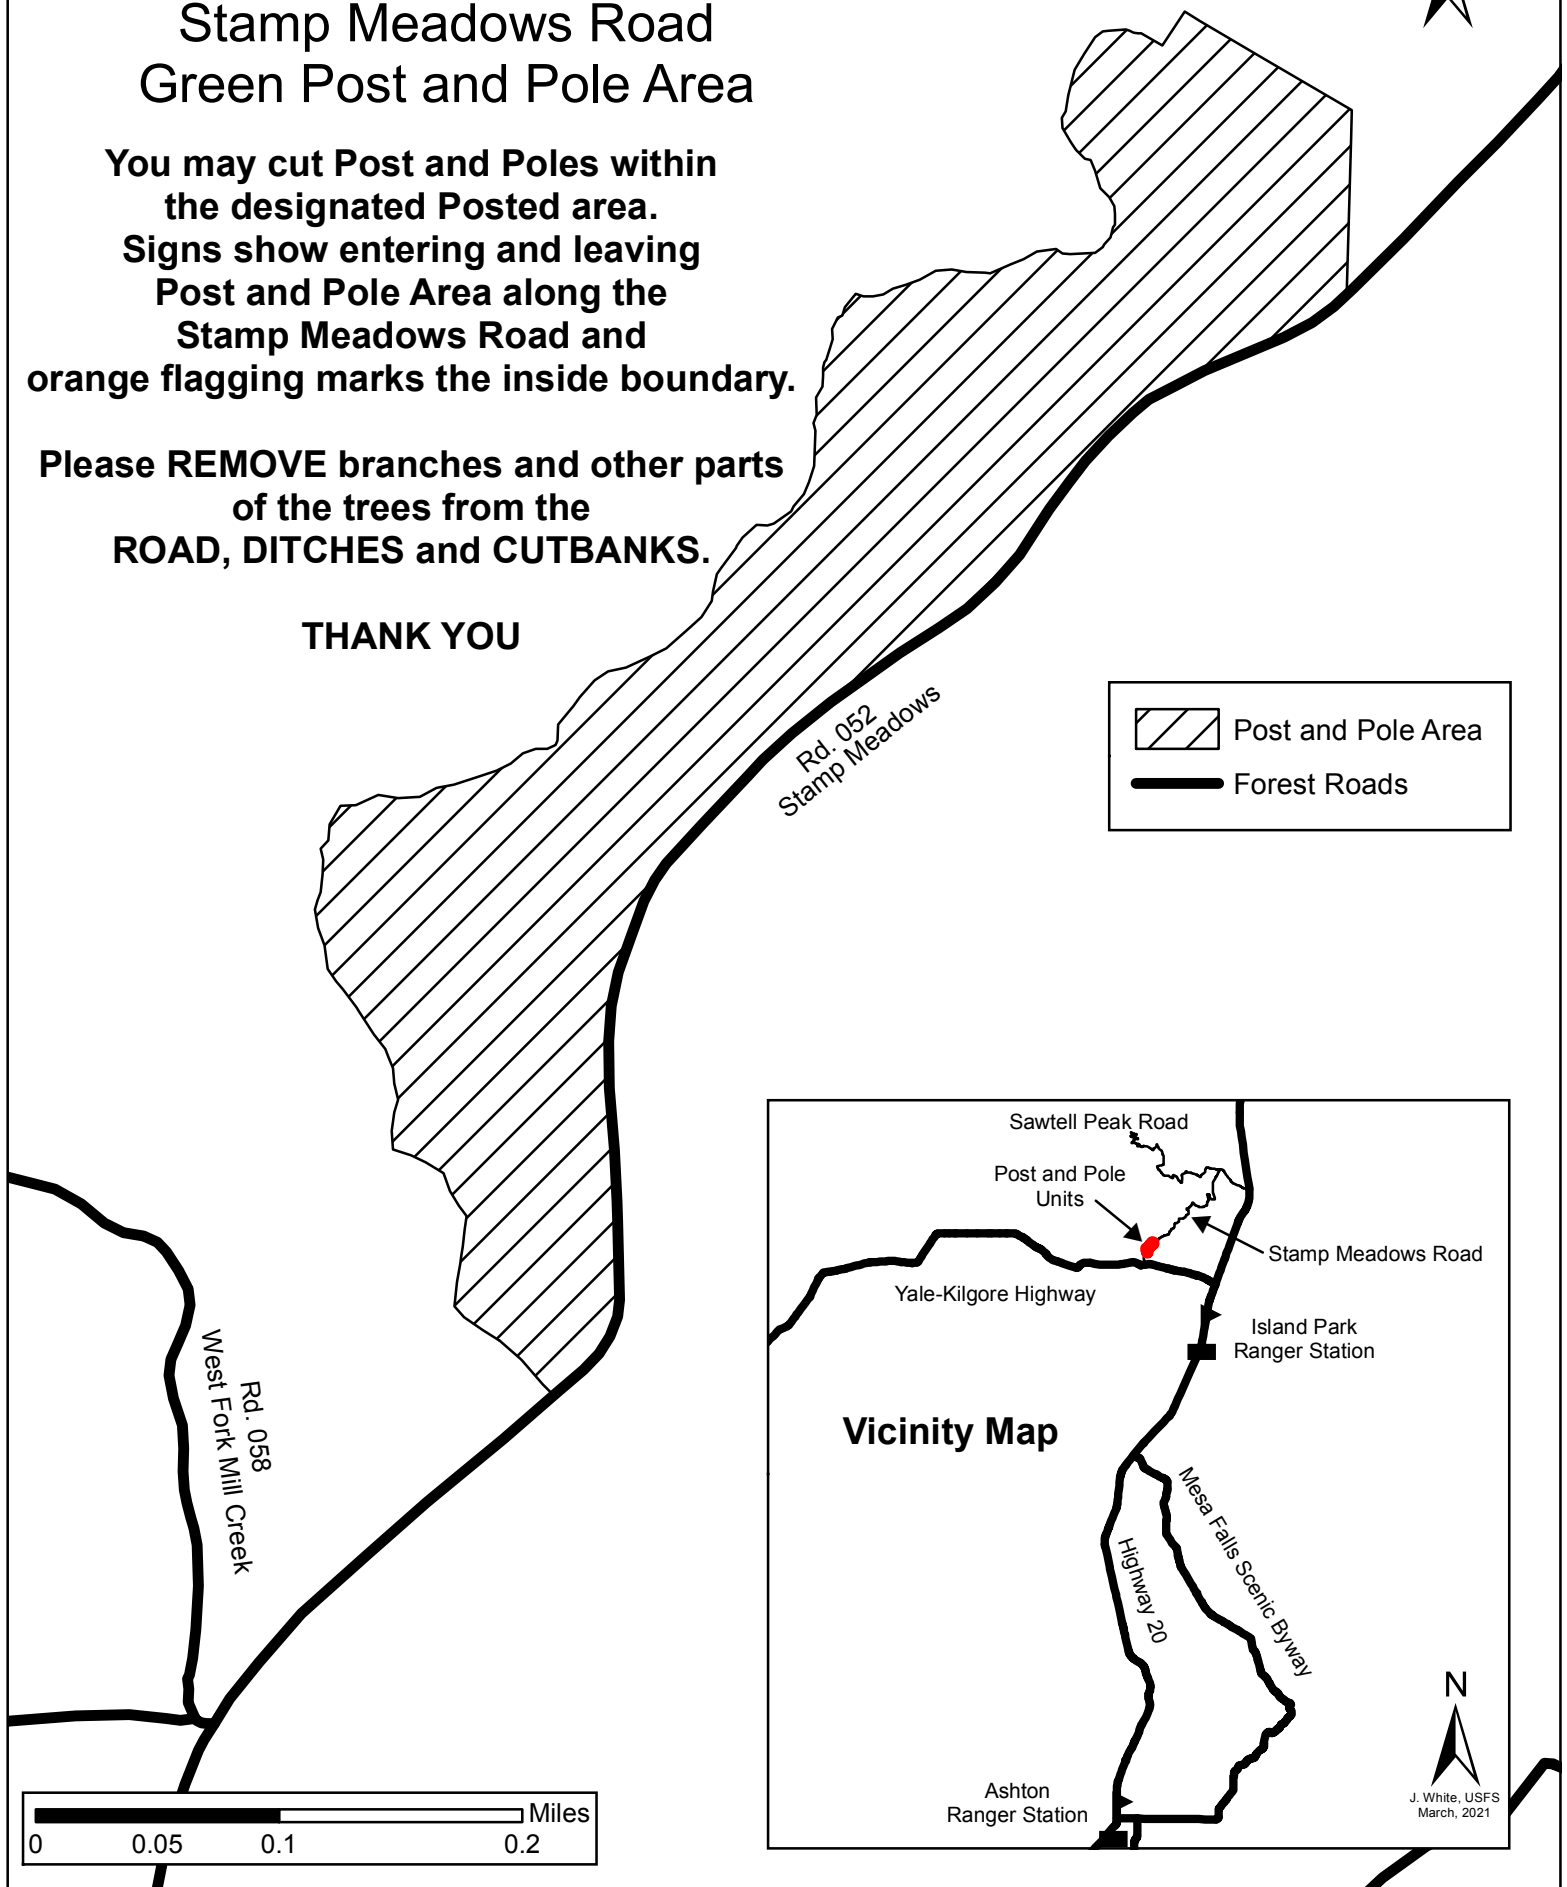 Stamp Meadows Road
Green Post and Pole Area
You may cut Post and Poles within
the designated Posted area.
Signs show entering and leaving
Post and Pole Area along the
Stamp Meadows Road and
orange flagging marks the inside boundary.
Please REMOVE branches and other parts
of the trees from the
ROAD, DITCHES and CUTBANKS.
THANK YOU
Rd. 052
Stamp Meadows
Post and Pole Area
Forest Roads
Rd. 058
West Fork Mill Creek
Sawtell Peak Road
Post and Pole
Units
Stamp Meadows Road
Yale-Kilgore Highway
Island Park
Ranger Station
Vicinity Map
Mesa Falls Scenic Byway
Highway 20
Ashton
Ranger Station
N
J. White, USFS
March, 2021
Miles
0 0.05 0.1 0.2